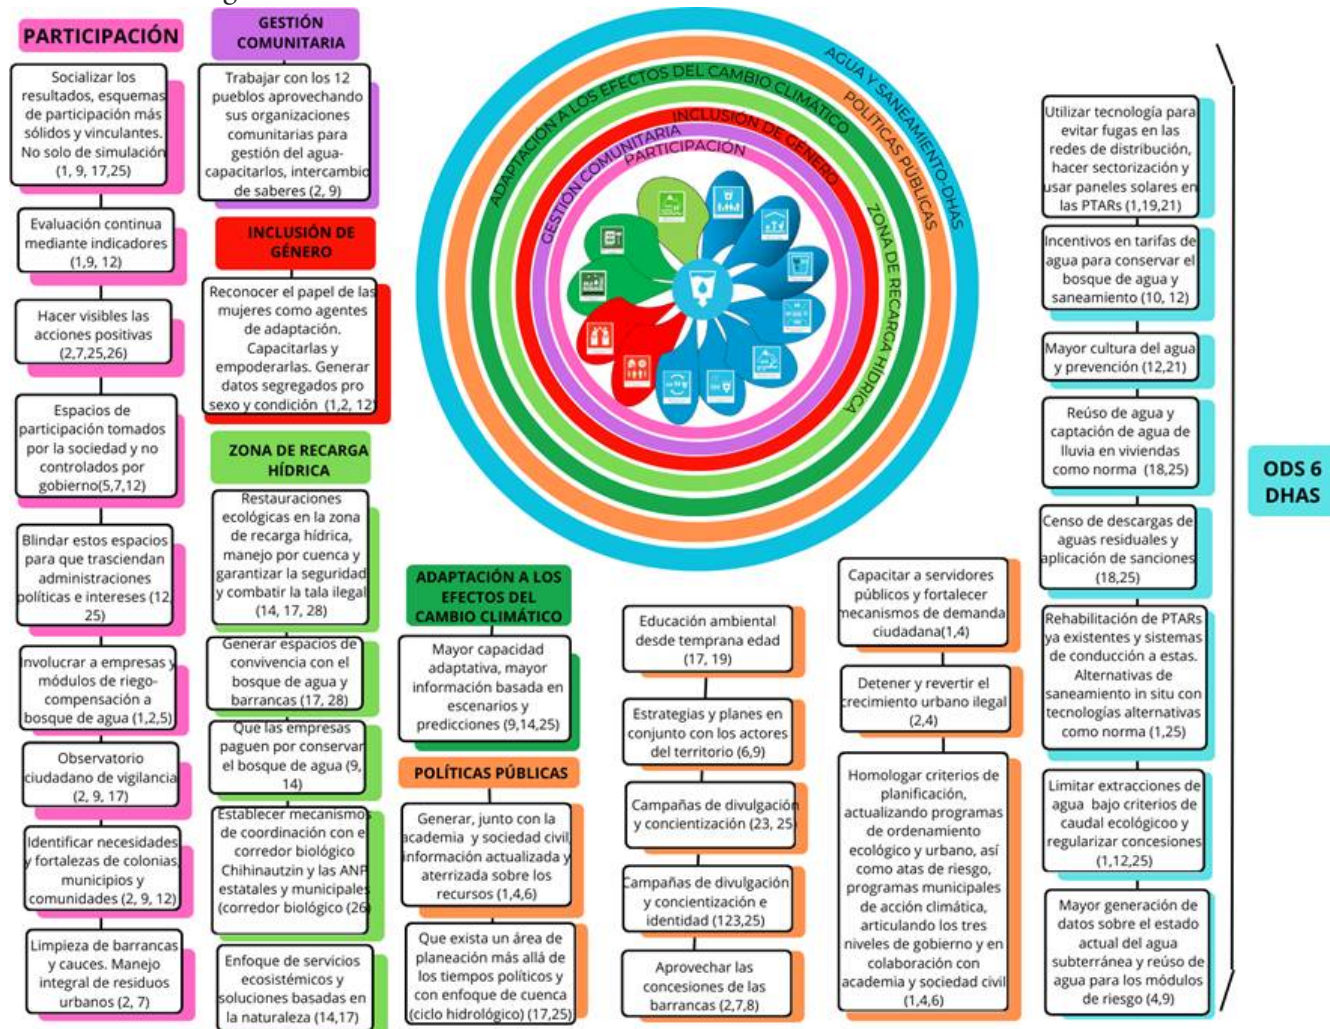 PARTICIPACIÓN
Socializar los
resultados, esquemas
de participación más
sólidos y vinculantes.
No solo de simulación
(1, 9, 17,25)
Evaluación continua
mediante indicadores
(1,9, 12)
Hacer visibles las
acciones positivas
(2,7,25,26)
Espacios de
participación tomados
por la sociedad y no
controlados por
gobierno(5,7,12)
Blindar estos espacios
para que trasciendan
administraciones
políticas e intereses (12,
25)
Involucrar a empresas y
módulos de riego-
compensación a
bosque de agua (1,2,5)
Observatorio
ciudadano de vigilancia
(2, 9, 17)
Identificar necesidades
y fortalezas de colonias,
municipios y
comunidades (2, 9, 12)
Limpieza de barrancas
y cauces. Manejo
integral de residuos
urbanos (2, 7)
GESTIÓN
COMUNITARIA
Trabajar con los 12
pueblos aprovechando
sus organizaciones
comunitarias para
gestión del agua-
capacitarlos, intercambio
de saberes (2, 9)
INCLUSIÓN DE
GÉNERO
Reconocer el papel de las
mujeres como agentes
de adaptación.
Capacitarlas y
empoderarlas. Generar
datos segregados pro
sexo y condición (1,2, 12)
ZONA DE RECARGA
HÍDRICA
Restauraciones
ecológicas en la zona
de recarga hídrica,
manejo por cuenca y
garantizar la seguridad
y combatir la tala ilegal
(14, 17, 28)
Generar espacios de
convivencia con el
bosque de agua y
barrancas (17, 28)
Que las empresas
paguen por conservar
el bosque de agua (9,
14)
Establecer mecanismos
de coordinación con el
corredor biológico
Chihinautzin y las ANP
estatales y municipales
(corredor biológico (26)
Enfoque de servicios
ecosistémicos y
soluciones basadas en
la naturaleza (14,17)
AGUA Y SANEAMIENTO-DHAS
POLÍTICAS PÚBLICAS
ADAPTACIÓN A LOS EFECTOS DEL CAMBIO CLIMÁTICO
ZONA DE RECARGA HÍDRICA
INCLUSIÓN DE GÉNERO
GESTIÓN COMUNITARIA
PARTICIPACIÓN
ADAPTACIÓN A LOS
EFECTOS DEL
CAMBIO CLIMÁTICO
Mayor capacidad
adaptativa, mayor
información basada en
escenarios y
predicciones (9,14,25)
POLÍTICAS PÚBLICAS
Generar, junto con la
academia y sociedad civil,
información actualizada y
aterrizada sobre los
recursos (1,4,6)
Que exista un área de
planeación más allá de
los tiempos políticos y
con enfoque de cuenca
(ciclo hidrológico) (17,25)
Educación ambiental
desde temprana edad
(17, 19)
Estrategias y planes en
conjunto con los actores
del territorio (6,9)
Campañas de divulgación
y concientización (23, 25)
Campañas de divulgación
y concientización e
identidad (123,25)
Aprovechar las
concesiones de las
barrancas (2,7,8)
Capacitar a servidores
públicos y fortalecer
mecanismos de demanda
ciudadana(1,4)
Detener y revertir el
crecimiento urbano ilegal
(2,4)
Homologar criterios de
planificación,
actualizando programas
de ordenamiento
ecológico y urbano, así
como atas de riesgo,
programas municipales
de acción climática,
articulando los tres
niveles de gobierno y en
colaboración con
academia y sociedad civil
(1,4,6)
Utilizar tecnología para
evitar fugas en las
redes de distribución,
hacer sectorización y
usar paneles solares en
las PTARs (1,19,21)
Incentivos en tarifas de
agua para conservar el
bosque de agua y
saneamiento (10, 12)
Mayor cultura del agua
y prevención (12,21)
Reúso de agua y
captación de agua de
lluvia en viviendas
como norma (18,25)
Censo de descargas de
aguas residuales y
aplicación de sanciones
(18,25)
Rehabilitación de PTARs
ya existentes y sistemas
de conducción a estas.
Alternativas de
saneamiento in situ con
tecnologías alternativas
como norma (1,25)
Limitar extracciones de
agua bajo criterios de
caudal ecológicoo y
regularizar concesiones
(1,12,25)
Mayor generación de
datos sobre el estado
actual del agua
subterránea y reúso de
agua para los módulos
de riesgo (4,9)
ODS 6
DHAS